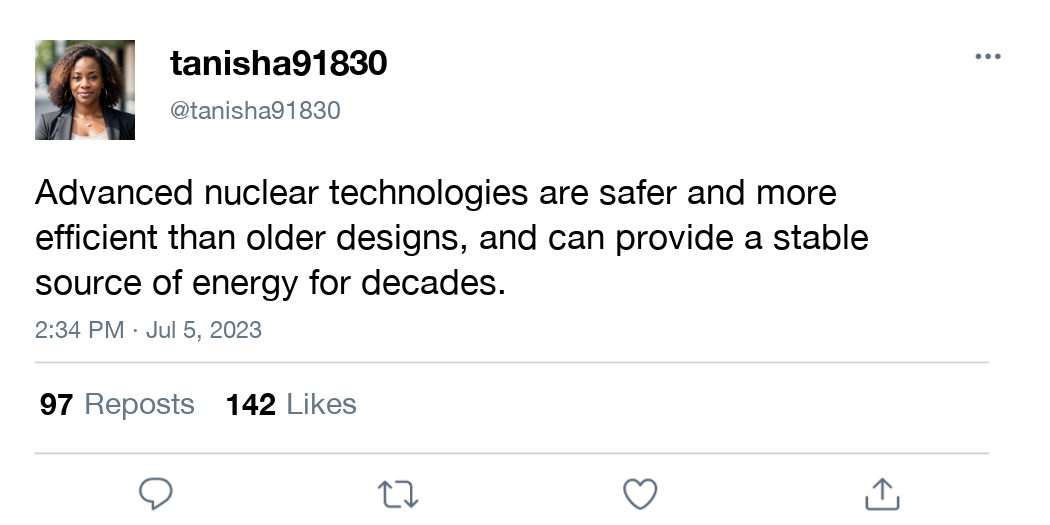 tanisha91830
@tanisha91830
Advanced nuclear technologies are safer and more
efficient than older designs, and can provide a stable
source of energy for decades.
2:34 PM · Jul 5, 2023
97 Reposts 142 Likes